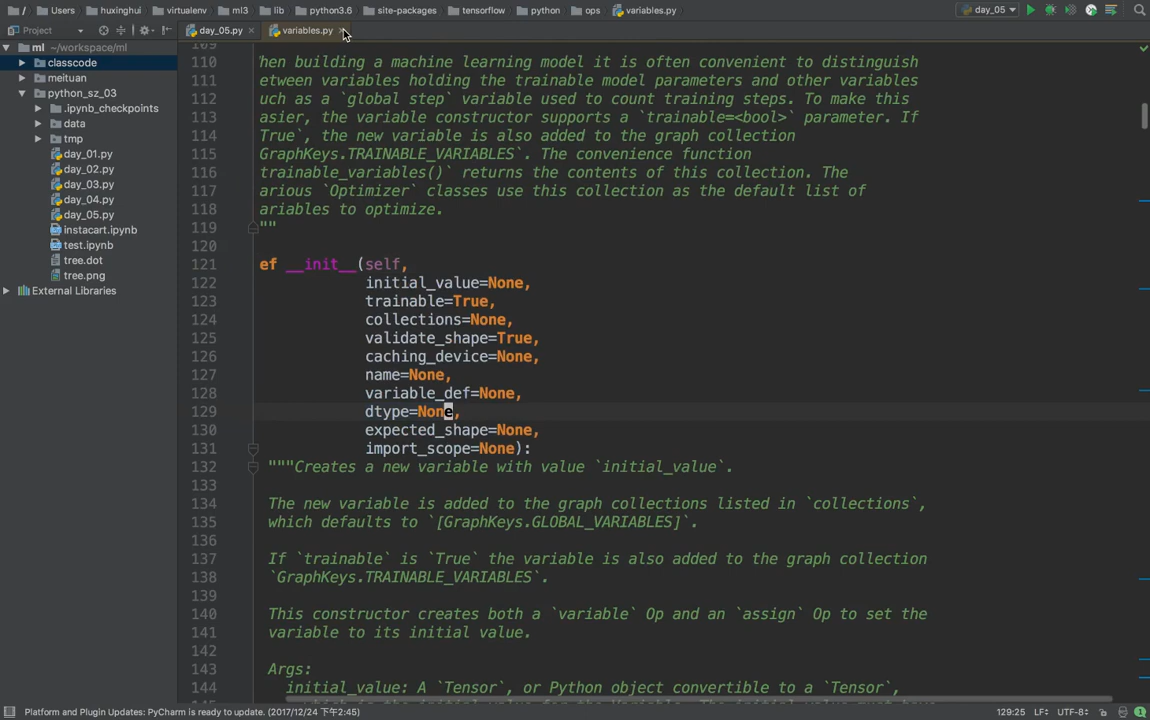 / Users huxinghui .virtualenv ml3 lib python3.6 site-packages tensorflow python ops variables.py day_05
Project day_05.py variables.py
ml ~/workspace/ml
classcode
meituan
python_sz_03
.ipynb_checkpoints
data
tmp
day_01.py
day_02.py
day_03.py
day_04.py
day_05.py
instacart.ipynb
test.ipynb
tree.dot
tree.png
External Libraries
109
110 hen building a machine learning model it is often convenient to distinguish
111 etween variables holding the trainable model parameters and other variables
112 uch as a `global step` variable used to count training steps. To make this
113 asier, the variable constructor supports a `trainable=<bool>` parameter. If
114 True`, the new variable is also added to the graph collection
115 GraphKeys.TRAINABLE_VARIABLES`. The convenience function
116 trainable_variables()` returns the contents of this collection. The
117 arious `Optimizer` classes use this collection as the default list of
118 ariables to optimize.
119 ""
120
121 ef __init__(self,
122 initial_value=None,
123 trainable=True,
124 collections=None,
125 validate_shape=True,
126 caching_device=None,
127 name=None,
128 variable_def=None,
129 dtype=None,
130 expected_shape=None,
131 import_scope=None):
132 """Creates a new variable with value `initial_value`.
133
134 The new variable is added to the graph collections listed in `collections`,
135 which defaults to `[GraphKeys.GLOBAL_VARIABLES]`.
136
137 If `trainable` is `True` the variable is also added to the graph collection
138 `GraphKeys.TRAINABLE_VARIABLES`.
139
140 This constructor creates both a `variable` Op and an `assign` Op to set the
141 variable to its initial value.
142
143 Args:
144 initial_value: A `Tensor`, or Python object convertible to a `Tensor`,
Platform and Plugin Updates: PyCharm is ready to update. (2017/12/24 下午2:45) 129:25 LF UTF-8 1